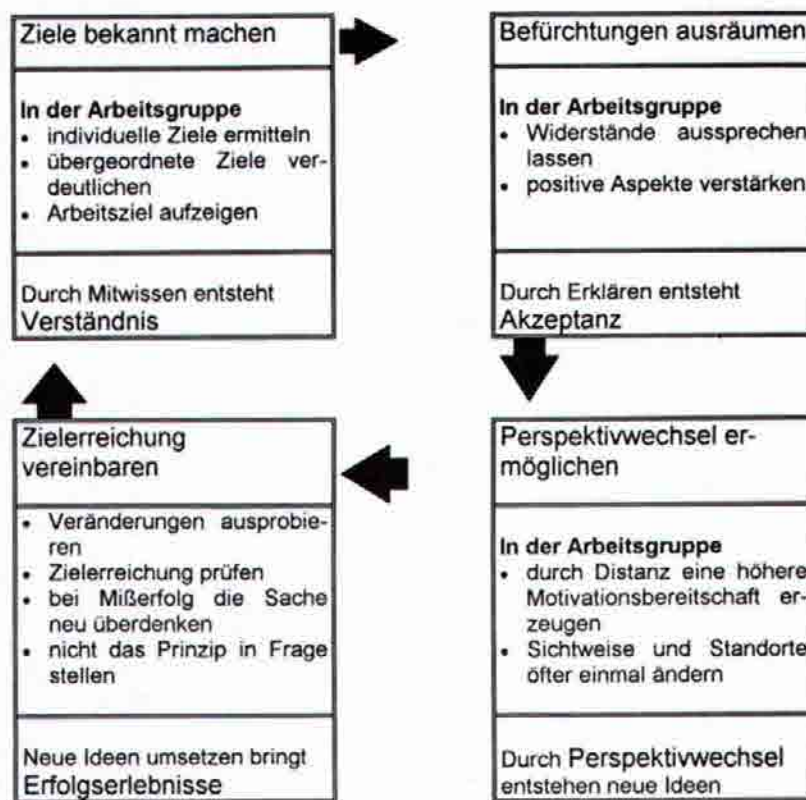 Ziele bekannt machen
In der Arbeitsgruppe
• individuelle Ziele ermitteln
• übergeordnete Ziele ver-
deutlichen
• Arbeitsziel aufzeigen
Durch Mitwissen entsteht
Verständnis
Befürchtungen ausräumen
In der Arbeitsgruppe
• Widerstände aussprechen
lassen
• positive Aspekte verstärken
Durch Erklären entsteht
Akzeptanz
Perspektivwechsel er-
möglichen
In der Arbeitsgruppe
• durch Distanz eine höhere
Motivationsbereitschaft er-
zeugen
• Sichtweise und Standorte
öfter einmal ändern
Durch Perspektivwechsel
entstehen neue Ideen
Zielerreichung
vereinbaren
• Veränderungen ausprobie-
ren
• Zielerreichung prüfen
• bei Mißerfolg die Sache
neu überdenken
• nicht das Prinzip in Frage
stellen
Neue Ideen umsetzen bringt
Erfolgserlebnisse